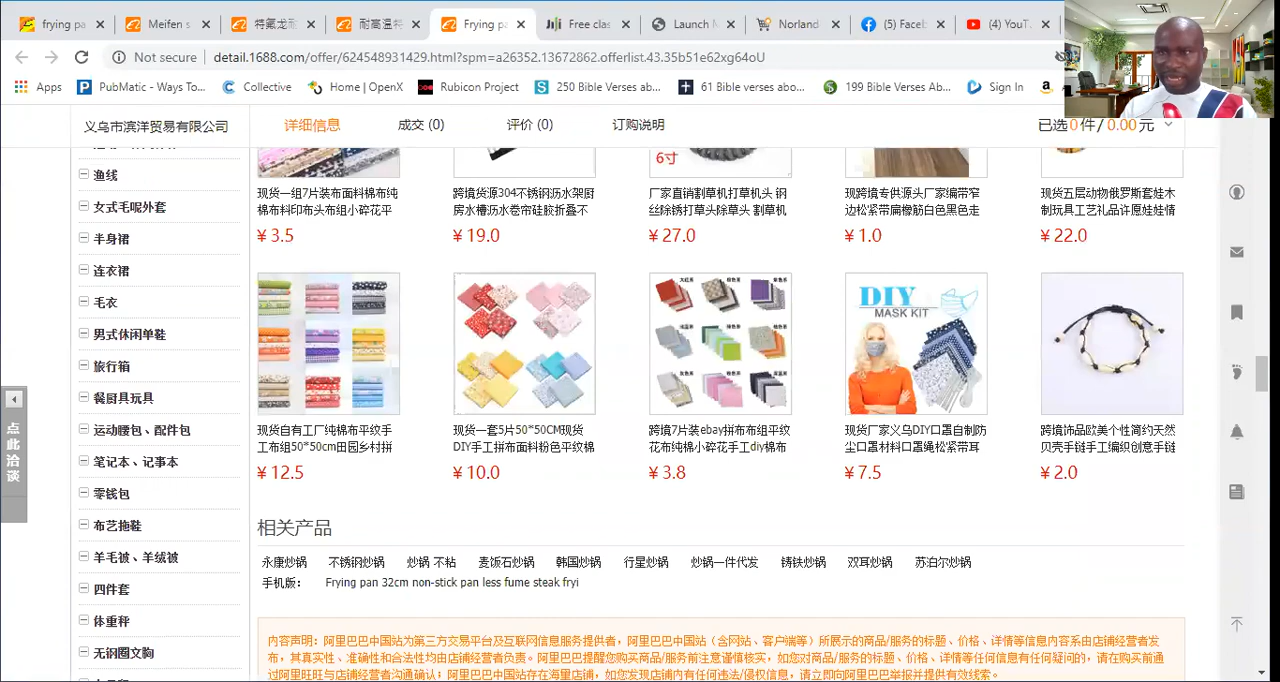 frying pa
Meifen s
特氟龙耐
耐高温特
Frying p
Jiji Free clas
Launch
Norland
(5) Faceb
(4) YouT
Not secure detail.1688.com/offer/624548931429.html?spm=a26352.13672862.offerlist.43.35b51e62xg64oU
Apps PubMatic - Ways To... Collective Home | OpenX Rubicon Project 250 Bible Verses ab... 61 Bible verses abo... 199 Bible Verses Ab... Sign In
义乌市滨洋贸易有限公司 详细信息 成交 (0) 评价 (0) 订购说明 已选0件/0.00元
渔线
女式毛呢外套
半身裙
连衣裙
毛衣
男式休闲单鞋
旅行箱
餐厨具玩具
运动腰包、配件包
笔记本、记事本
零钱包
布艺拖鞋
羊毛被、羊绒被
四件套
体重秤
无钢圈文胸
点此洽谈
6寸
现货一组7片装布面料棉布纯
棉布料印布头布组小碎花平
¥ 3.5
跨境货源304不锈钢沥水架厨
房水槽沥水卷帘硅胶折叠不
¥ 19.0
厂家直销割草机打草机头 钢
丝除锈打草头除草头 割草机
¥ 27.0
现跨境专供源头厂家编带窄
边松紧带扁橡筋白色黑色走
¥ 1.0
现货五层动物俄罗斯套娃木
制玩具工艺礼品许愿娃娃情
¥ 22.0
DIY
MASK KIT
现货自有工厂纯棉布平纹手
工布组50*50cm田园乡村拼
¥ 12.5
现货一套5片50*50CM现货
DIY手工拼布面料粉色平纹棉
¥ 10.0
跨境7片装ebay拼布布组平纹
花布纯棉小碎花手工diy棉布
¥ 3.8
现货厂家义乌DIY口罩自制防
尘口罩材料口罩绳松紧带耳
¥ 7.5
跨境饰品欧美个性简约天然
贝壳手链手工编织创意手链
¥ 2.0
相关产品
永康炒锅 不锈钢炒锅 炒锅 不粘 麦饭石炒锅 韩国炒锅 行星炒锅 炒锅一件代发 铸铁炒锅 双耳炒锅 苏泊尔炒锅
手机版： Frying pan 32cm non-stick pan less fume steak fryi
内容声明：阿里巴巴中国站为第三方交易平台及互联网信息服务提供者，阿里巴巴中国站（含网站、客户端等）所展示的商品/服务的标题、价格、详情等信息内容系由店铺经营者发
布，其真实性、准确性和合法性均由店铺经营者负责。阿里巴巴提醒您购买商品/服务前注意谨慎核实，如您对商品/服务的标题、价格、详情等任何信息有任何疑问的，请在购买前通
过阿里旺旺与店铺经营者沟通确认；阿里巴巴中国站存在海量店铺，如您发现店铺内有任何违法/侵权信息，请立即向阿里巴巴举报并提供有效线索。